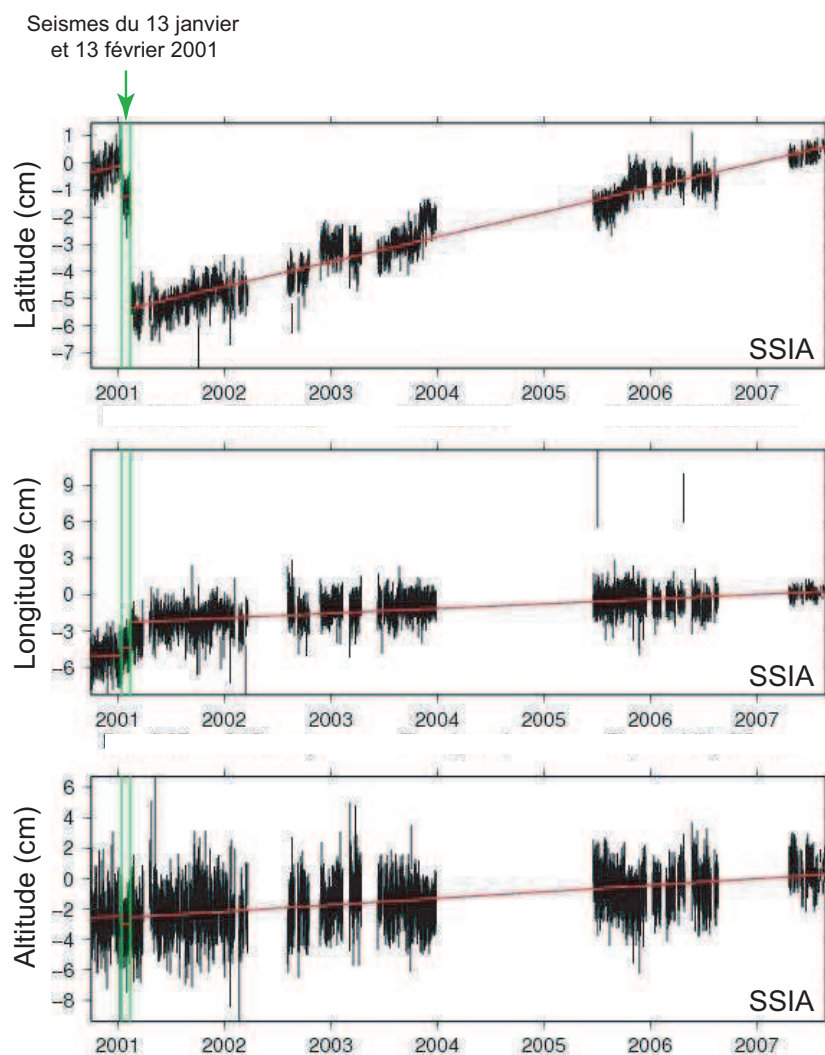 Seismes du 13 janvier
et 13 février 2001
Latitude (cm)
1
0
−1
−2
−3
−4
−5
−6
−7
SSIA
2001 2002 2003 2004 2005 2006 2007
Longitude (cm)
9
6
3
0
−3
−6
SSIA
2001 2002 2003 2004 2005 2006 2007
Altitude (cm)
6
4
2
0
−2
−4
−6
−8
SSIA
2001 2002 2003 2004 2005 2006 2007